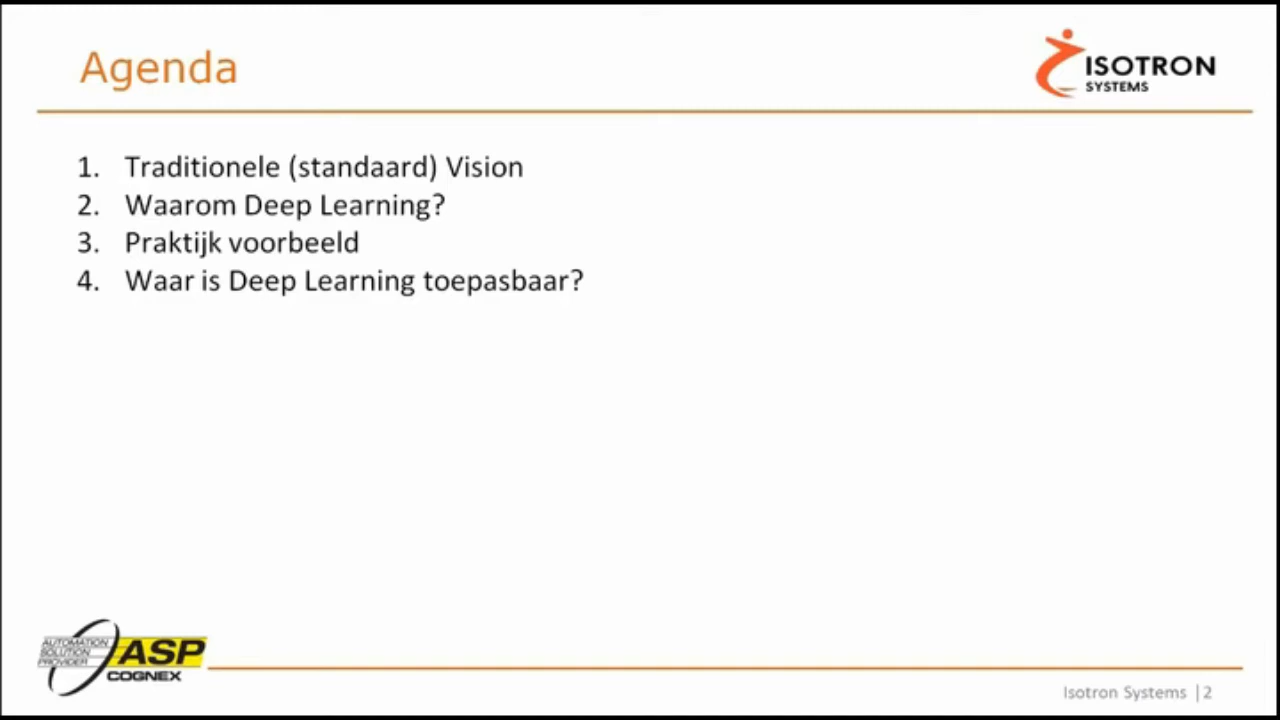 Agenda
ISOTRON
SYSTEMS
1. Traditionele (standaard) Vision
2. Waarom Deep Learning?
3. Praktijk voorbeeld
4. Waar is Deep Learning toepasbaar?
AUTOMATION
SOLUTION
PROVIDER
ASP
COGNEX
Isotron Systems |2